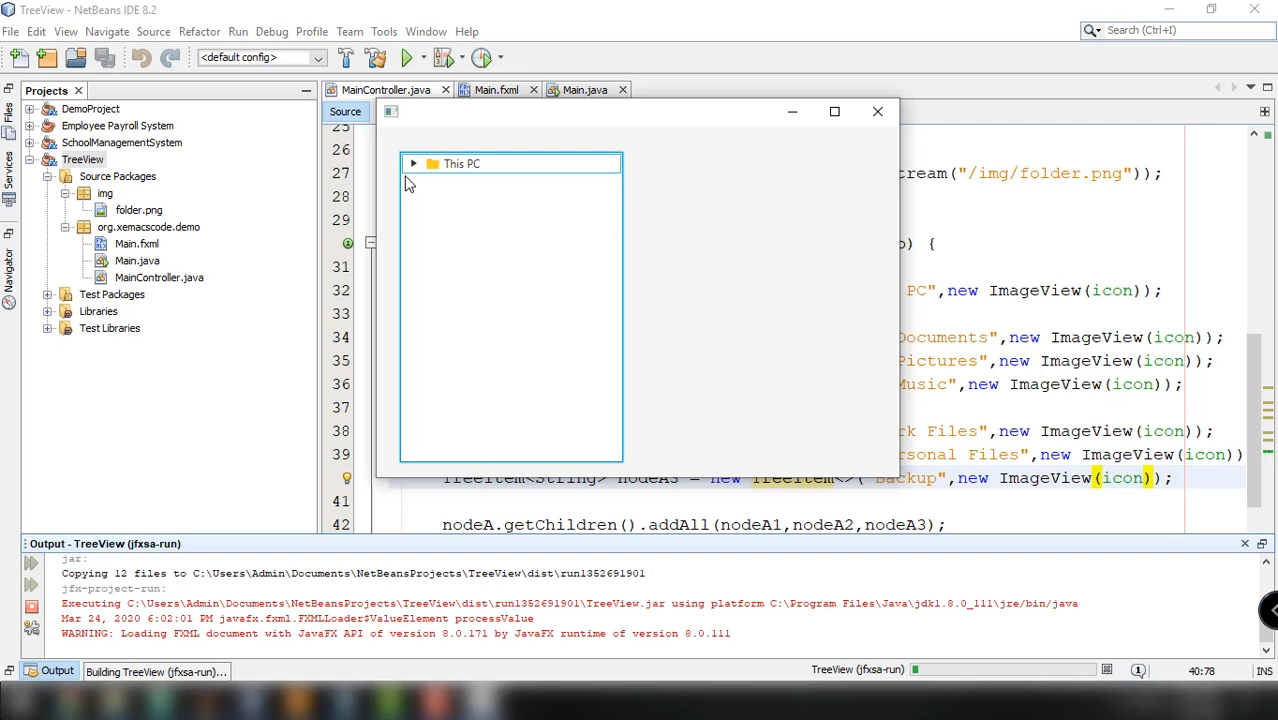 TreeView - NetBeans IDE 8.2
File Edit View Navigate Source Refactor Run Debug Profile Team Tools Window Help
Search (Ctrl+I)
<default config>
Projects
MainController.java
Main.fxml
Main.java
Source
Files
Services
Navigator
DemoProject
Employee Payroll System
SchoolManagementSystem
TreeView
Source Packages
img
folder.png
org.xemacscode.demo
Main.fxml
Main.java
MainController.java
Test Packages
Libraries
Test Libraries
This PC
25
27 ream("/img/folder.png"));
28
29
) {
31
32 PC",new ImageView(icon));
33
34 Documents",new ImageView(icon));
35 Pictures",new ImageView(icon));
36 Music",new ImageView(icon));
37
38 rk Files",new ImageView(icon));
39 ersonal Files",new ImageView(icon))
TreeItem<String> nodeA3 = new TreeItem<>("Backup",new ImageView(icon));
41
42 nodeA.getChildren().addAll(nodeA1,nodeA2,nodeA3);
Output - TreeView (jfxsa-run)
jar:
Copying 12 files to C:\Users\Admin\Documents\NetBeansProjects\TreeView\dist\run1352691901
jfx-project-run:
Executing C:\Users\Admin\Documents\NetBeansProjects\TreeView\dist\run1352691901\TreeView.jar using platform C:\Program Files\Java\jdk1.8.0_111\jre/bin/java
Mar 24, 2020 6:02:01 PM javafx.fxml.FXMLLoader$ValueElement processValue
WARNING: Loading FXML document with JavaFX API of version 8.0.171 by JavaFX runtime of version 8.0.111
Output
Building TreeView (jfxsa-run)...
TreeView (jfxsa-run)
1
40:78
INS